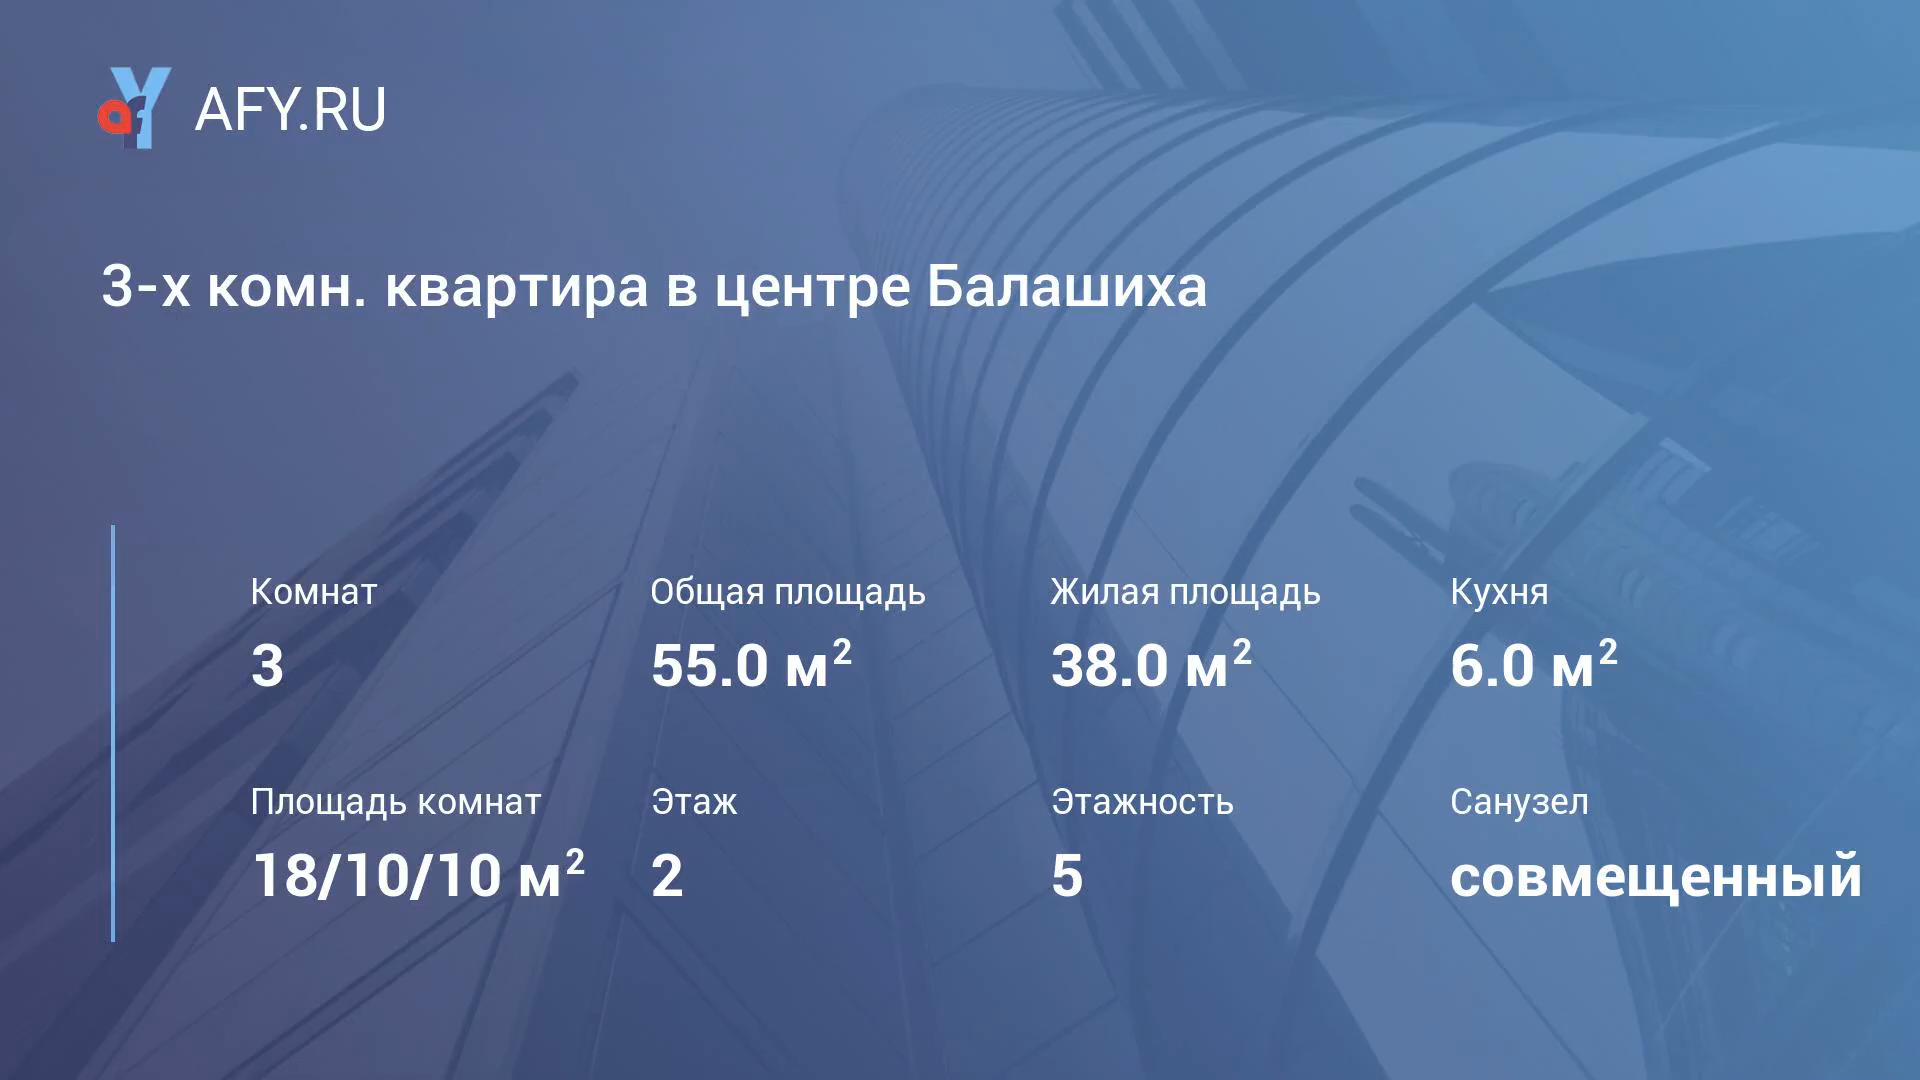 aфY AFY.RU
3-х комн. квартира в центре Балашиха
Комнат Общая площадь Жилая площадь Кухня
3 55.0 м² 38.0 м² 6.0 м²
Площадь комнат Этаж Этажность Санузел
18/10/10 м² 2 5 совмещенный